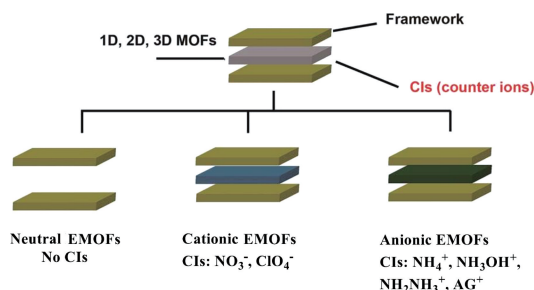 Framework
1D, 2D, 3D MOFs
CIs (counter ions)
Neutral EMOFs
No CIs
Cationic EMOFs
CIs: NO₃⁻, ClO₄⁻
Anionic EMOFs
CIs: NH₄⁺, NH₃OH⁺,
NH₂NH₃⁺, AG⁺